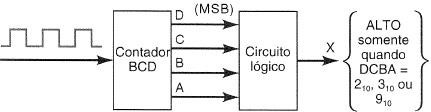 D
(MSB)
C
B
A
Contador
BCD
Circuito
lógico
X
ALTO
somente
quando
DCBA =
2₁₀, 3₁₀ ou
9₁₀